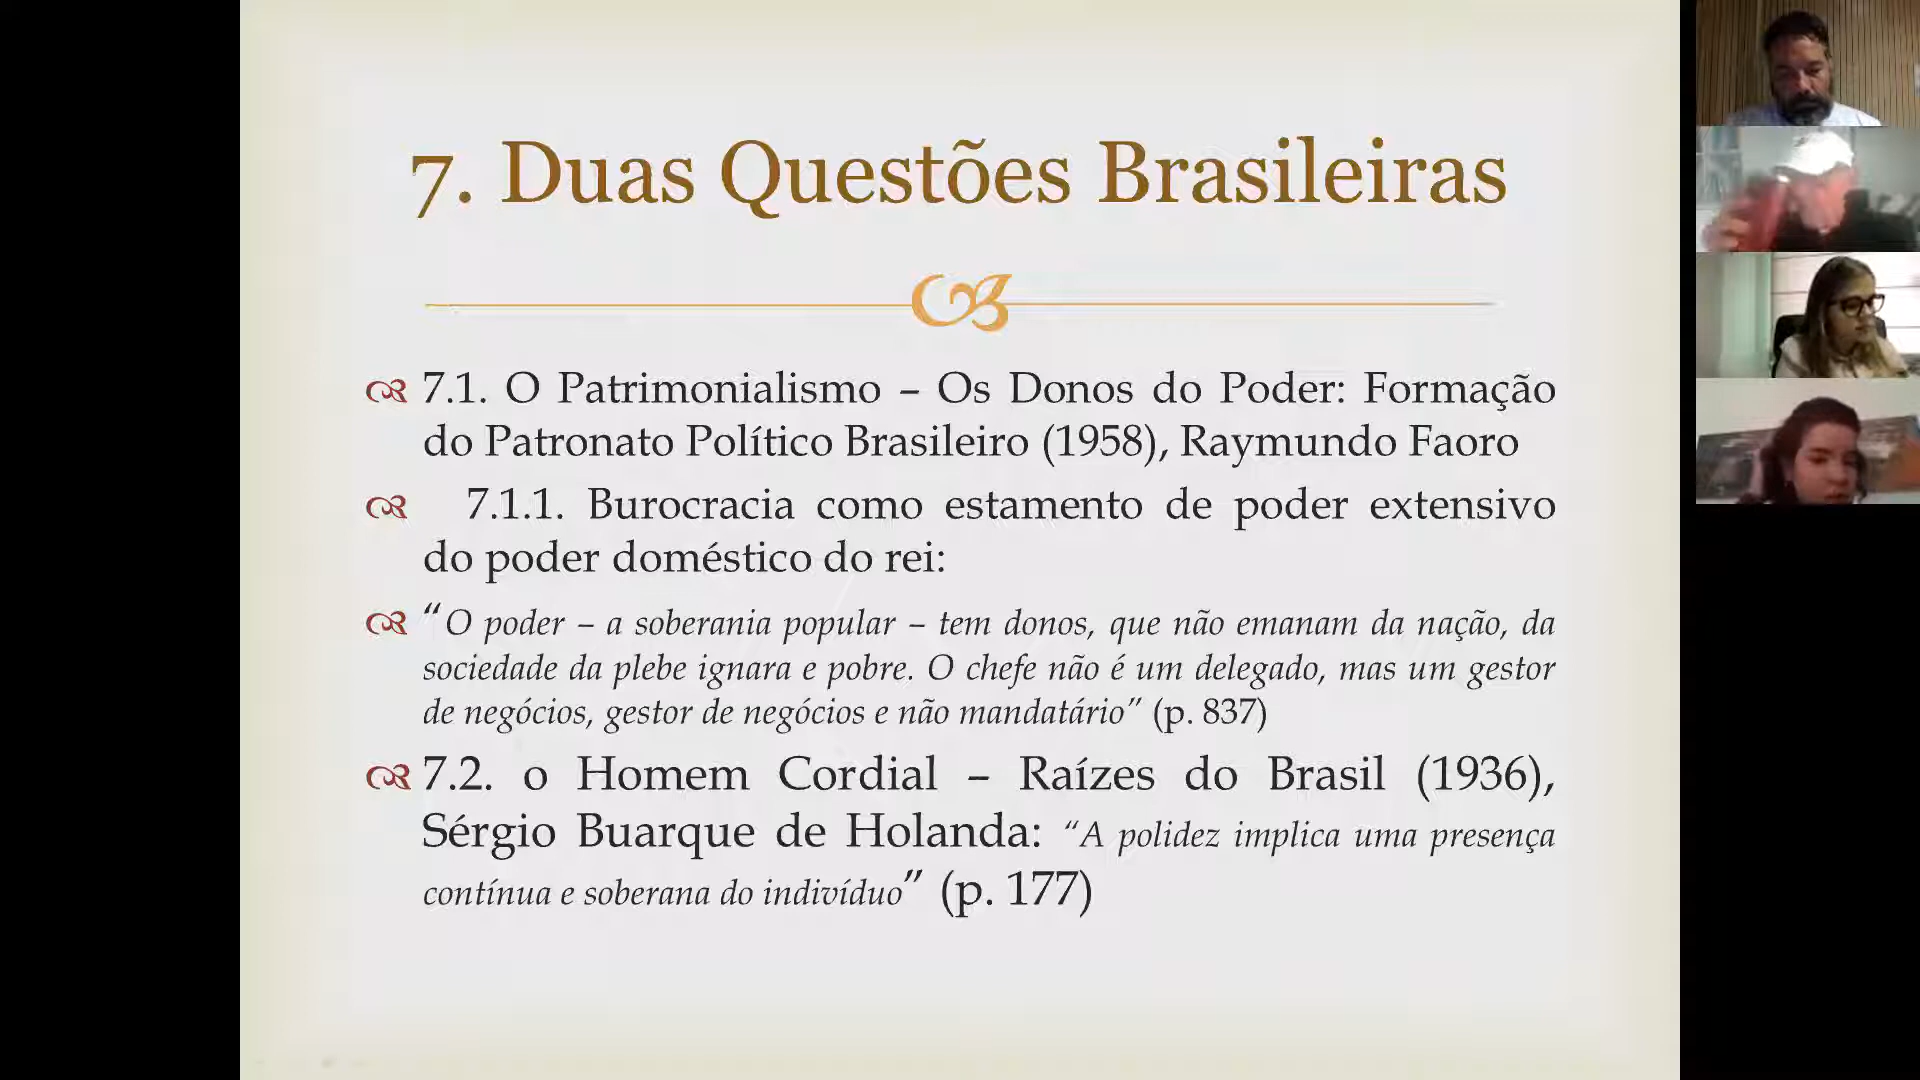 7. Duas Questões Brasileiras
7.1. O Patrimonialismo – Os Donos do Poder: Formação
do Patronato Político Brasileiro (1958), Raymundo Faoro
7.1.1. Burocracia como estamento de poder extensivo
do poder doméstico do rei:
“O poder – a soberania popular – tem donos, que não emanam da nação, da
sociedade da plebe ignara e pobre. O chefe não é um delegado, mas um gestor
de negócios, gestor de negócios e não mandatário” (p. 837)
7.2. o Homem Cordial – Raízes do Brasil (1936),
Sérgio Buarque de Holanda: “A polidez implica uma presença
contínua e soberana do indivíduo” (p. 177)